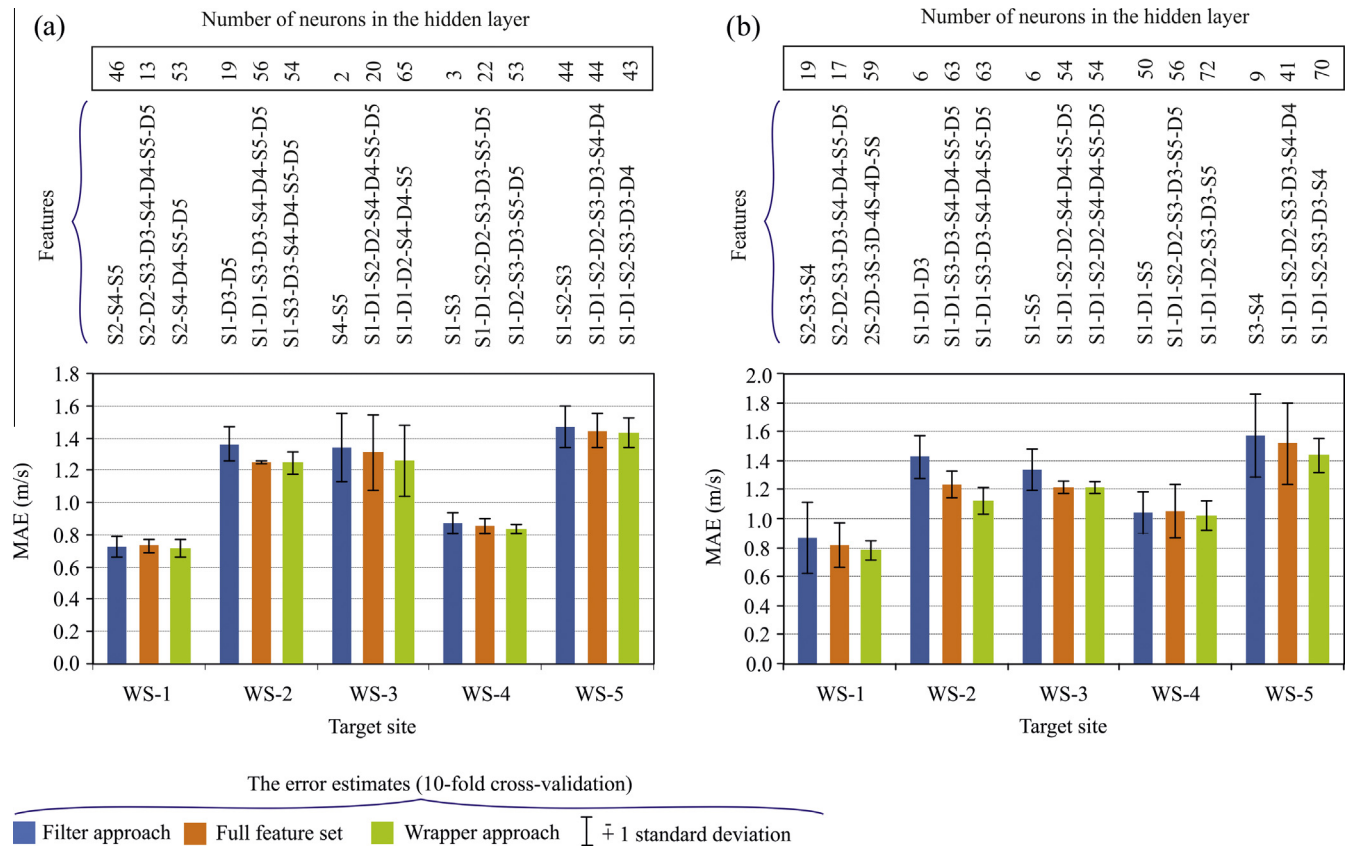 (a)
Number of neurons in the hidden layer
46 13 53 19 56 54 2 20 65 3 22 53 44 44 43
Features
S2-S4-S5
S2-D2-S3-D3-S4-D4-S5-D5
S2-S4-D4-S5-D5
S1-D3-D5
S1-D1-S3-D3-S4-D4-S5-D5
S1-S3-D3-S4-D4-S5-D5
S4-S5
S1-D1-S2-D2-S4-D4-S5-D5
S1-D1-D2-S4-D4-S5
S1-S3
S1-D1-S2-D2-S3-D3-S5-D5
S1-D2-S3-D3-S5-D5
S1-S2-S3
S1-D1-S2-D2-S3-D3-S4-D4
S1-D1-S2-S3-D3-D4
MAE (m/s)
1.8
1.6
1.4
1.2
1.0
0.8
0.6
0.4
0.2
0.0
WS-1 WS-2 WS-3 WS-4 WS-5
Target site
(b)
Number of neurons in the hidden layer
19 17 59 6 63 63 6 54 54 50 56 72 9 41 70
Features
S2-S3-S4
S2-D2-S3-D3-S4-D4-S5-D5
2S-2D-3S-3D-4S-4D-5S
S1-D1-D3
S1-D1-S3-D3-S4-D4-S5-D5
S1-D1-S3-D3-S4-D4-S5-D5
S1-S5
S1-D1-S2-D2-S4-D4-S5-D5
S1-D1-S2-D2-S4-D4-S5-D5
S1-D1-S5
S1-D1-S2-D2-S3-D3-S5-D5
S1-D1-D2-S3-D3-S5
S3-S4
S1-D1-S2-D2-S3-D3-S4-D4
S1-D1-S2-S3-D3-S4
MAE (m/s)
2.0
1.8
1.6
1.4
1.2
1.0
0.8
0.6
0.4
0.2
0.0
WS-1 WS-2 WS-3 WS-4 WS-5
Target site
The error estimates (10-fold cross-validation)
Filter approach Full feature set Wrapper approach ∓ 1 standard deviation